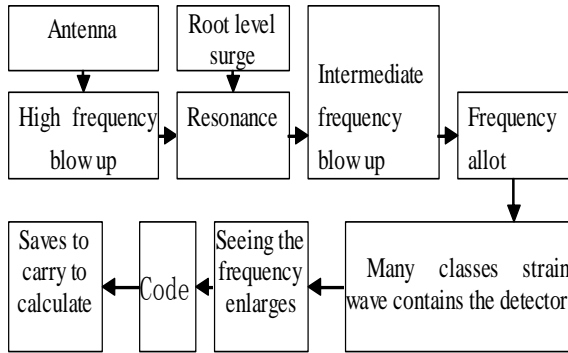 Antenna
Root level
surge
High frequency
blow up
Resonance
Intermediate
frequency
blow up
Frequency
allot
Many classes strain
wave contains the detector
Seeing the
frequency
enlarges
Code
Saves to
carry to
calculate